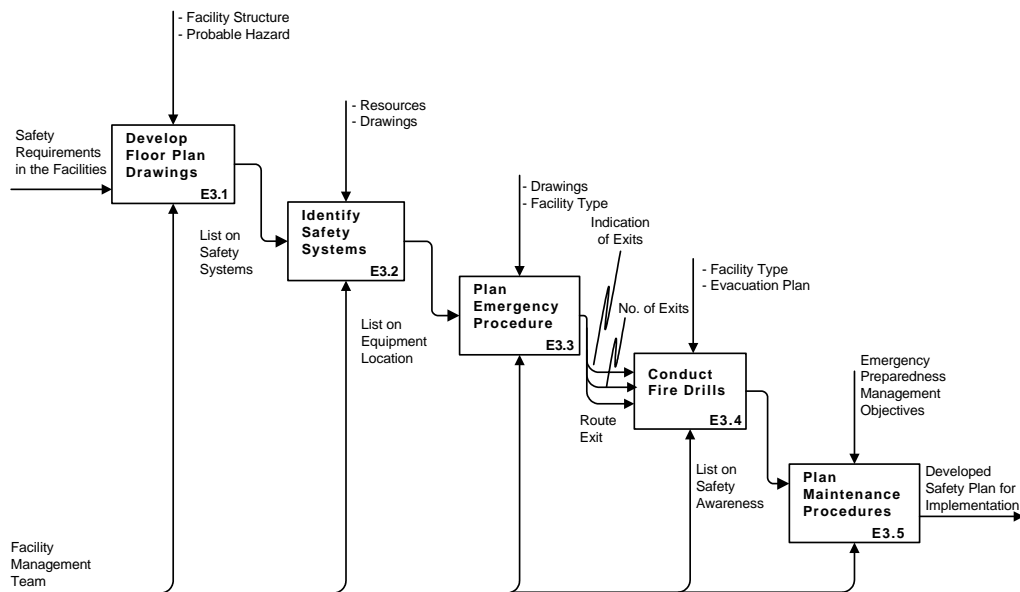 - Facility Structure
- Probable Hazard
Safety
Requirements
in the Facilities
Develop
Floor Plan
Drawings
E3.1
- Resources
- Drawings
List on
Safety
Systems
Identify
Safety
Systems
E3.2
- Drawings
- Facility Type
Indication
of Exits
List on
Equipment
Location
Plan
Emergency
Procedure
E3.3
No. of Exits
- Facility Type
- Evacuation Plan
Route
Exit
Conduct
Fire Drills
E3.4
Emergency
Preparedness
Management
Objectives
List on
Safety
Awareness
Plan
Maintenance
Procedures
E3.5
Developed
Safety Plan for
Implementation
Facility
Management
Team